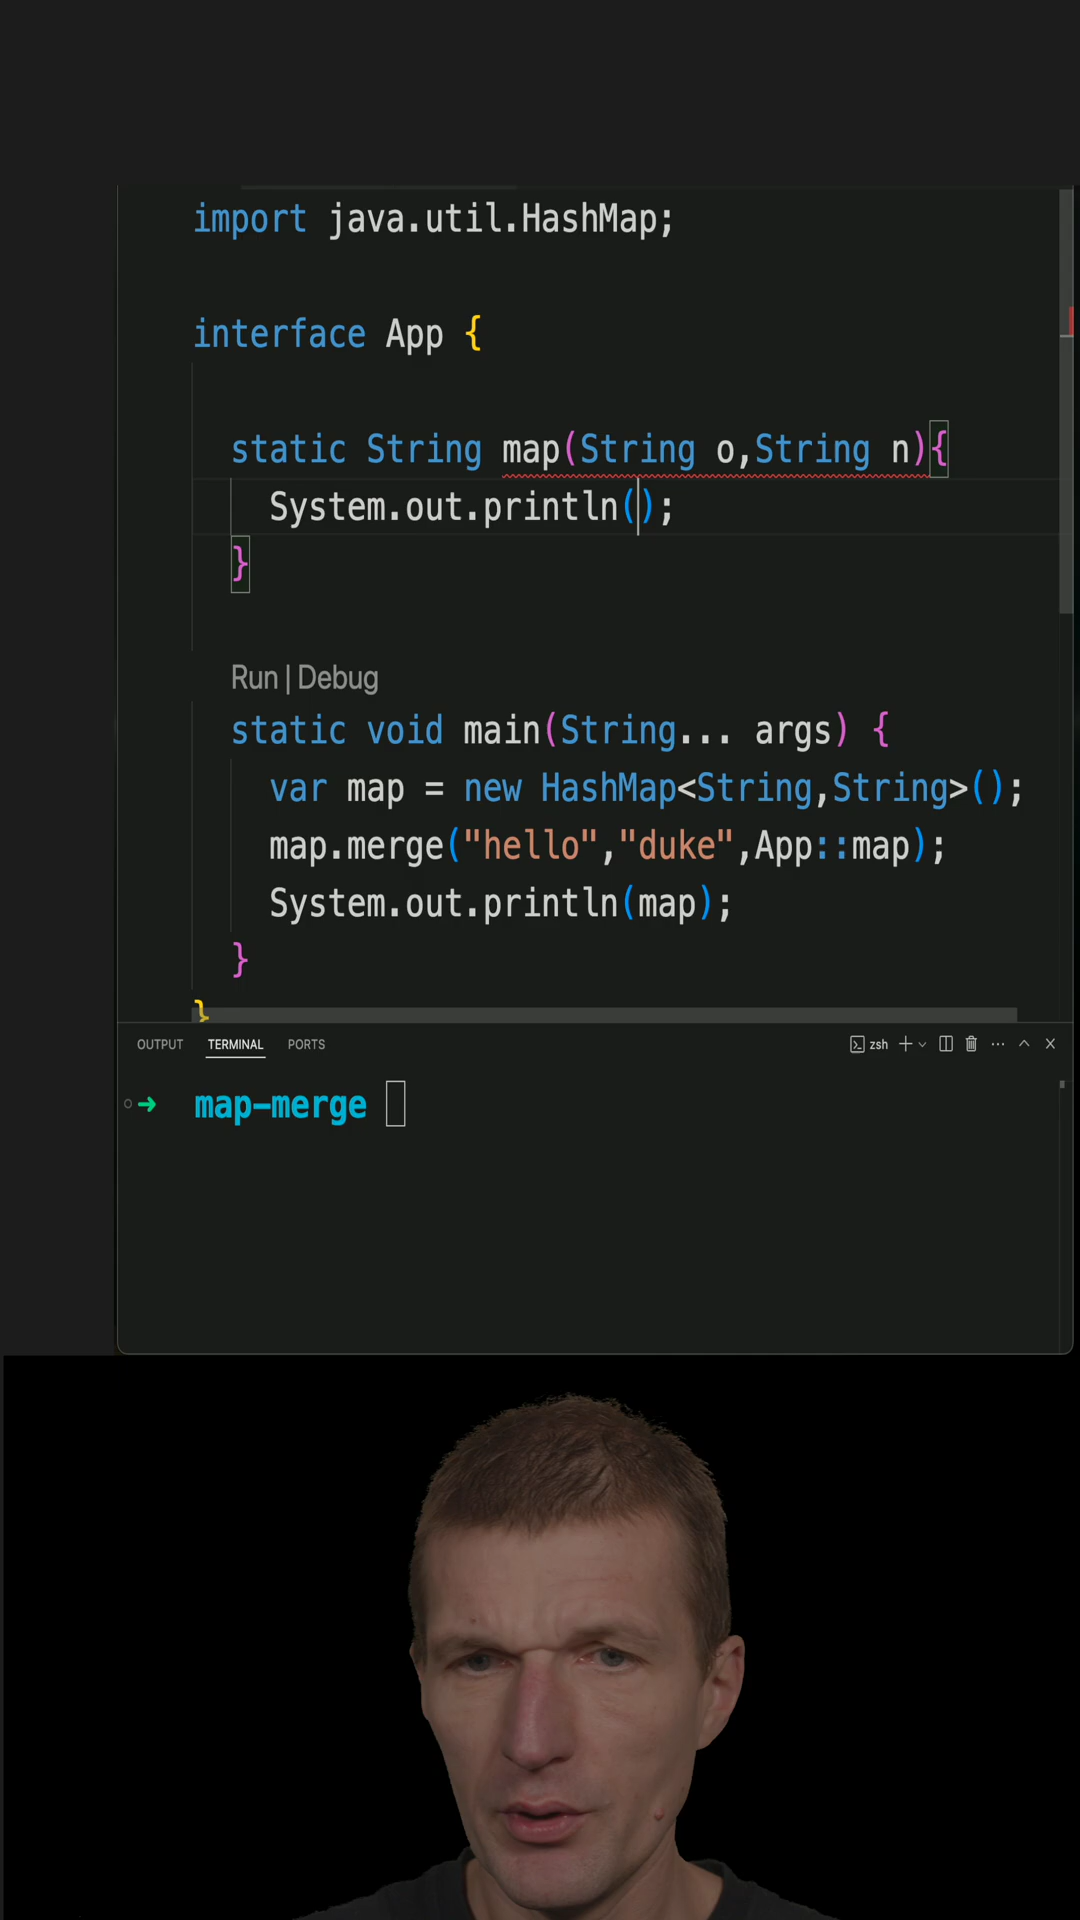 import java.util.HashMap;
interface App {
static String map(String o,String n){
System.out.println();
}
Run | Debug
static void main(String... args) {
var map = new HashMap<String,String>();
map.merge("hello","duke",App::map);
System.out.println(map);
}
}
OUTPUT TERMINAL PORTS zsh
map-merge